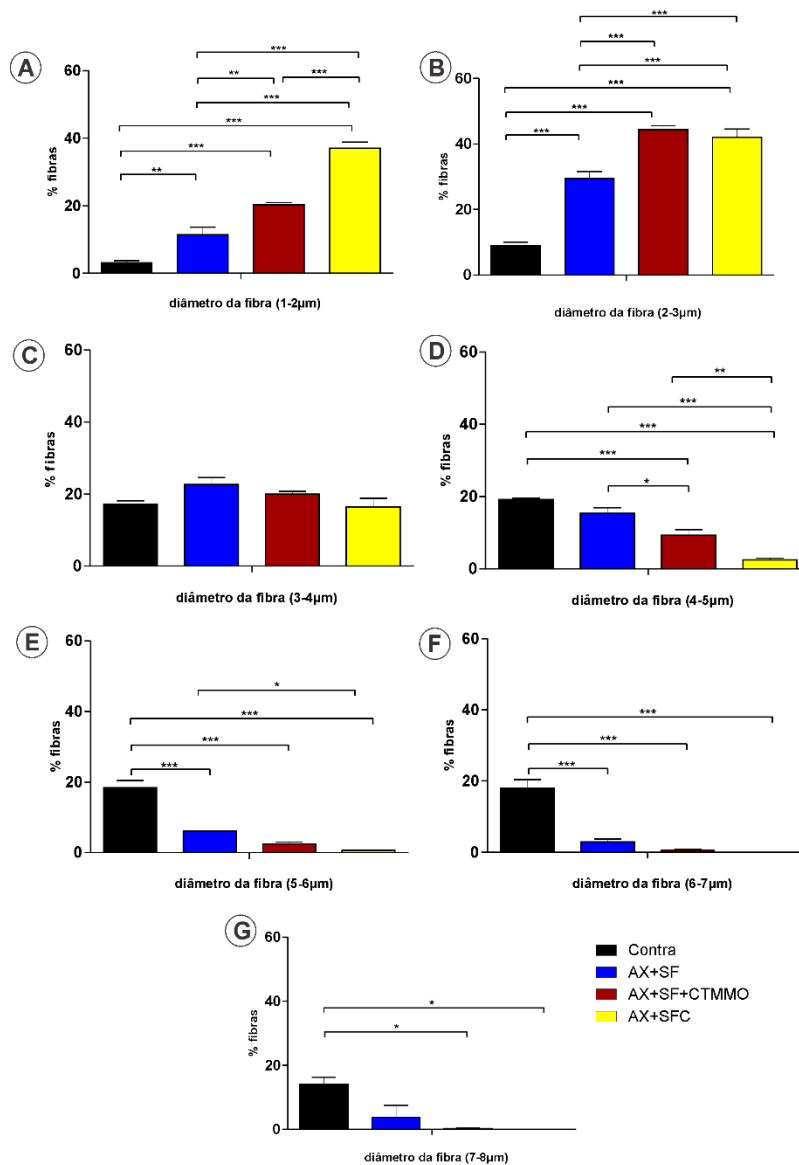 A
***
**
***
***
***
***
**
60
40
20
0
% fibras
diâmetro da fibra (1-2µm)
B
***
***
***
***
***
***
60
40
20
0
% fibras
diâmetro da fibra (2-3µm)
C
60
40
20
0
% fibras
diâmetro da fibra (3-4µm)
D
**
***
***
***
*
60
40
20
0
% fibras
diâmetro da fibra (4-5µm)
E
*
***
***
***
60
40
20
0
% fibras
diâmetro da fibra (5-6µm)
F
***
***
***
60
40
20
0
% fibras
diâmetro da fibra (6-7µm)
G
*
*
60
40
20
0
% fibras
diâmetro da fibra (7-8µm)
Contra
AX+SF
AX+SF+CTMMO
AX+SFC